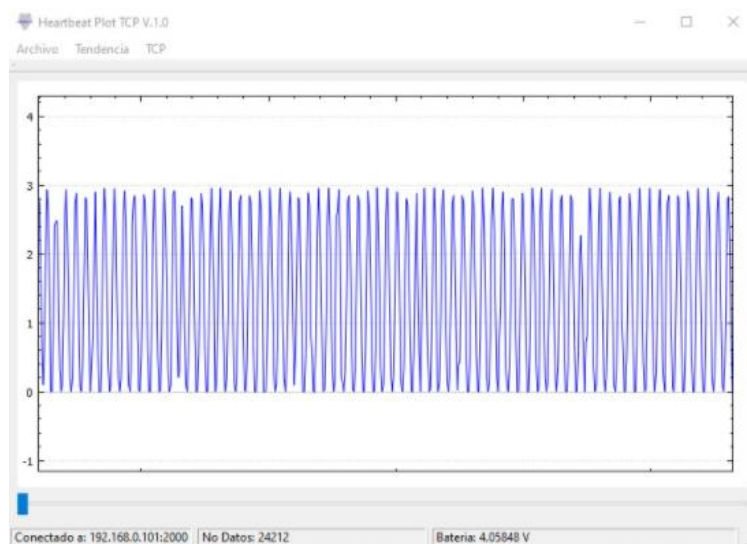 Heartbeat Plot TCP V.1.0
Archivo Tendencia TCP
4
3
2
1
0
-1
Conectado a: 192.168.0.101:2000 No Datos: 24212 Bateria: 4.05848 V